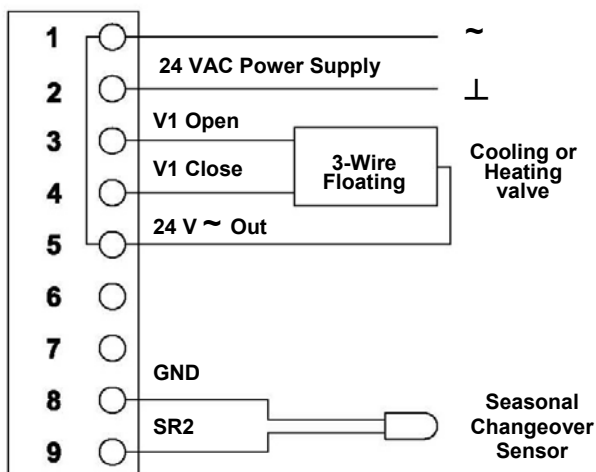 1
~
24 VAC Power Supply
2
⊥
V1 Open
3
3-Wire
Floating
Cooling or
Heating
valve
V1 Close
4
24 V ~ Out
5
6
7
GND
8
Seasonal
Changeover
Sensor
SR2
9